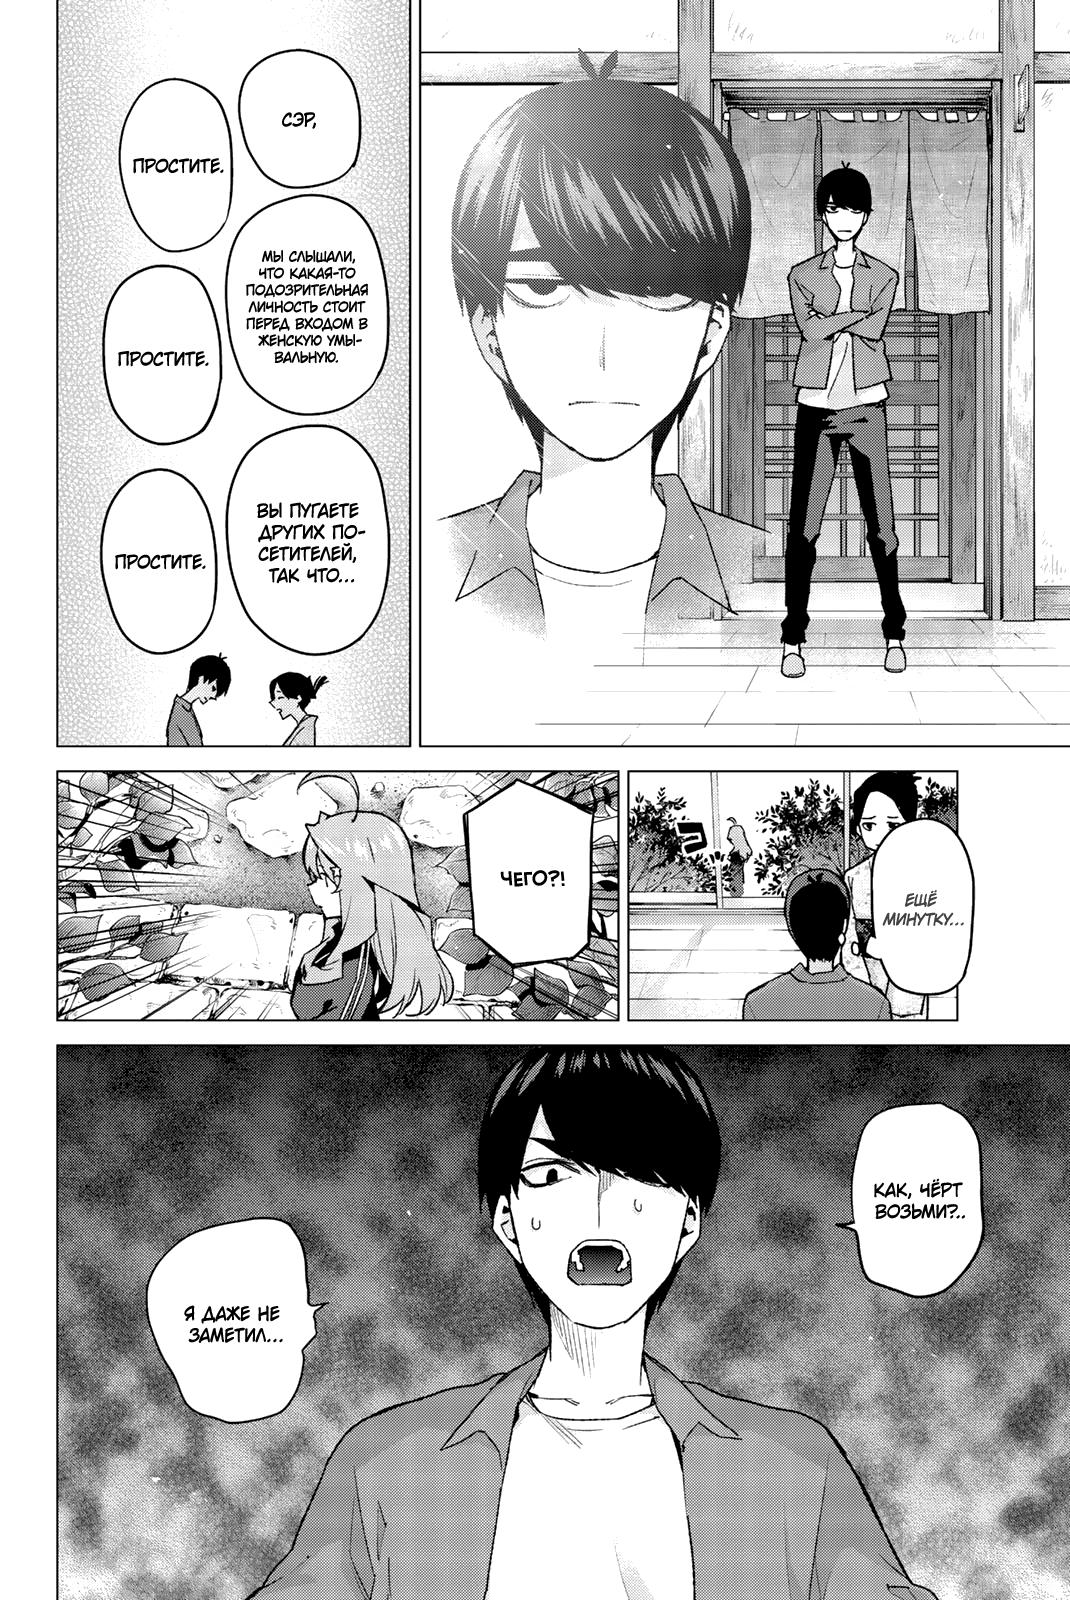 СЭР,
МЫ СЛЫШАЛИ,
ЧТО КАКАЯ-ТО
ПОДОЗРИТЕЛЬНАЯ
ЛИЧНОСТЬ СТОИТ
ПЕРЕД ВХОДОМ В
ЖЕНСКУЮ УМЫ-
ВАЛЬНУЮ.
ВЫ ПУГАЕТЕ
ДРУГИХ ПО-
СЕТИТЕЛЕЙ,
ТАК ЧТО...
ПРОСТИТЕ.
ПРОСТИТЕ.
ПРОСТИТЕ.
ЕЩЁ
МИНУТКУ...
ЧЕГО?!
КАК, ЧЁРТ
ВОЗЬМИ?..
Я ДАЖЕ НЕ
ЗАМЕТИЛ...